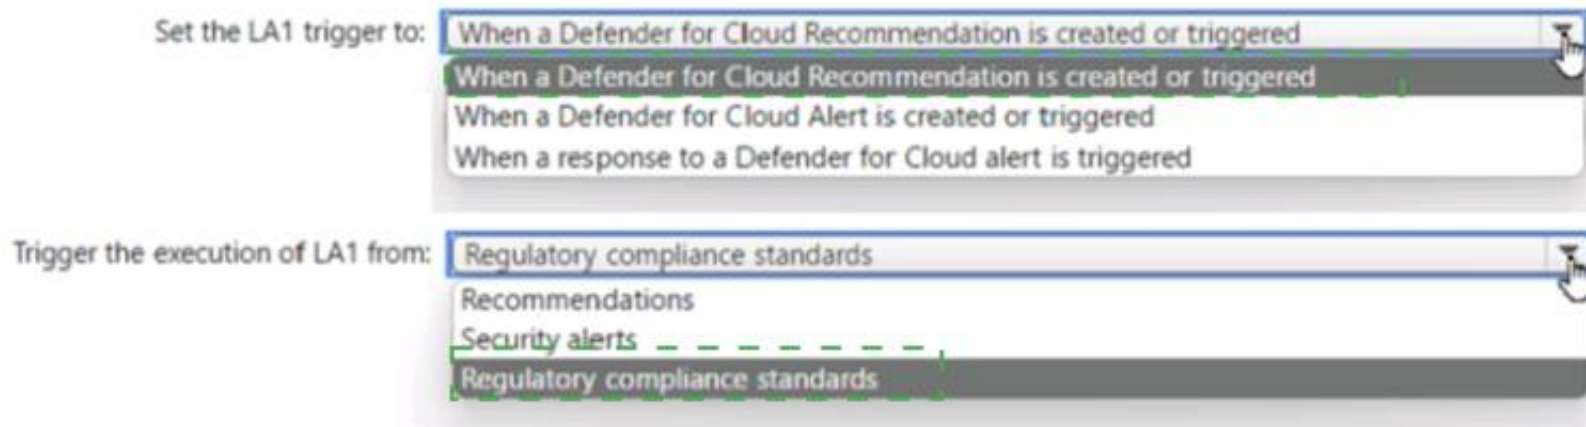 Set the LA1 trigger to: When a Defender for Cloud Recommendation is created or triggered
When a Defender for Cloud Recommendation is created or triggered
When a Defender for Cloud Alert is created or triggered
When a response to a Defender for Cloud alert is triggered
Trigger the execution of LA1 from: Regulatory compliance standards
Recommendations
Security alerts
Regulatory compliance standards